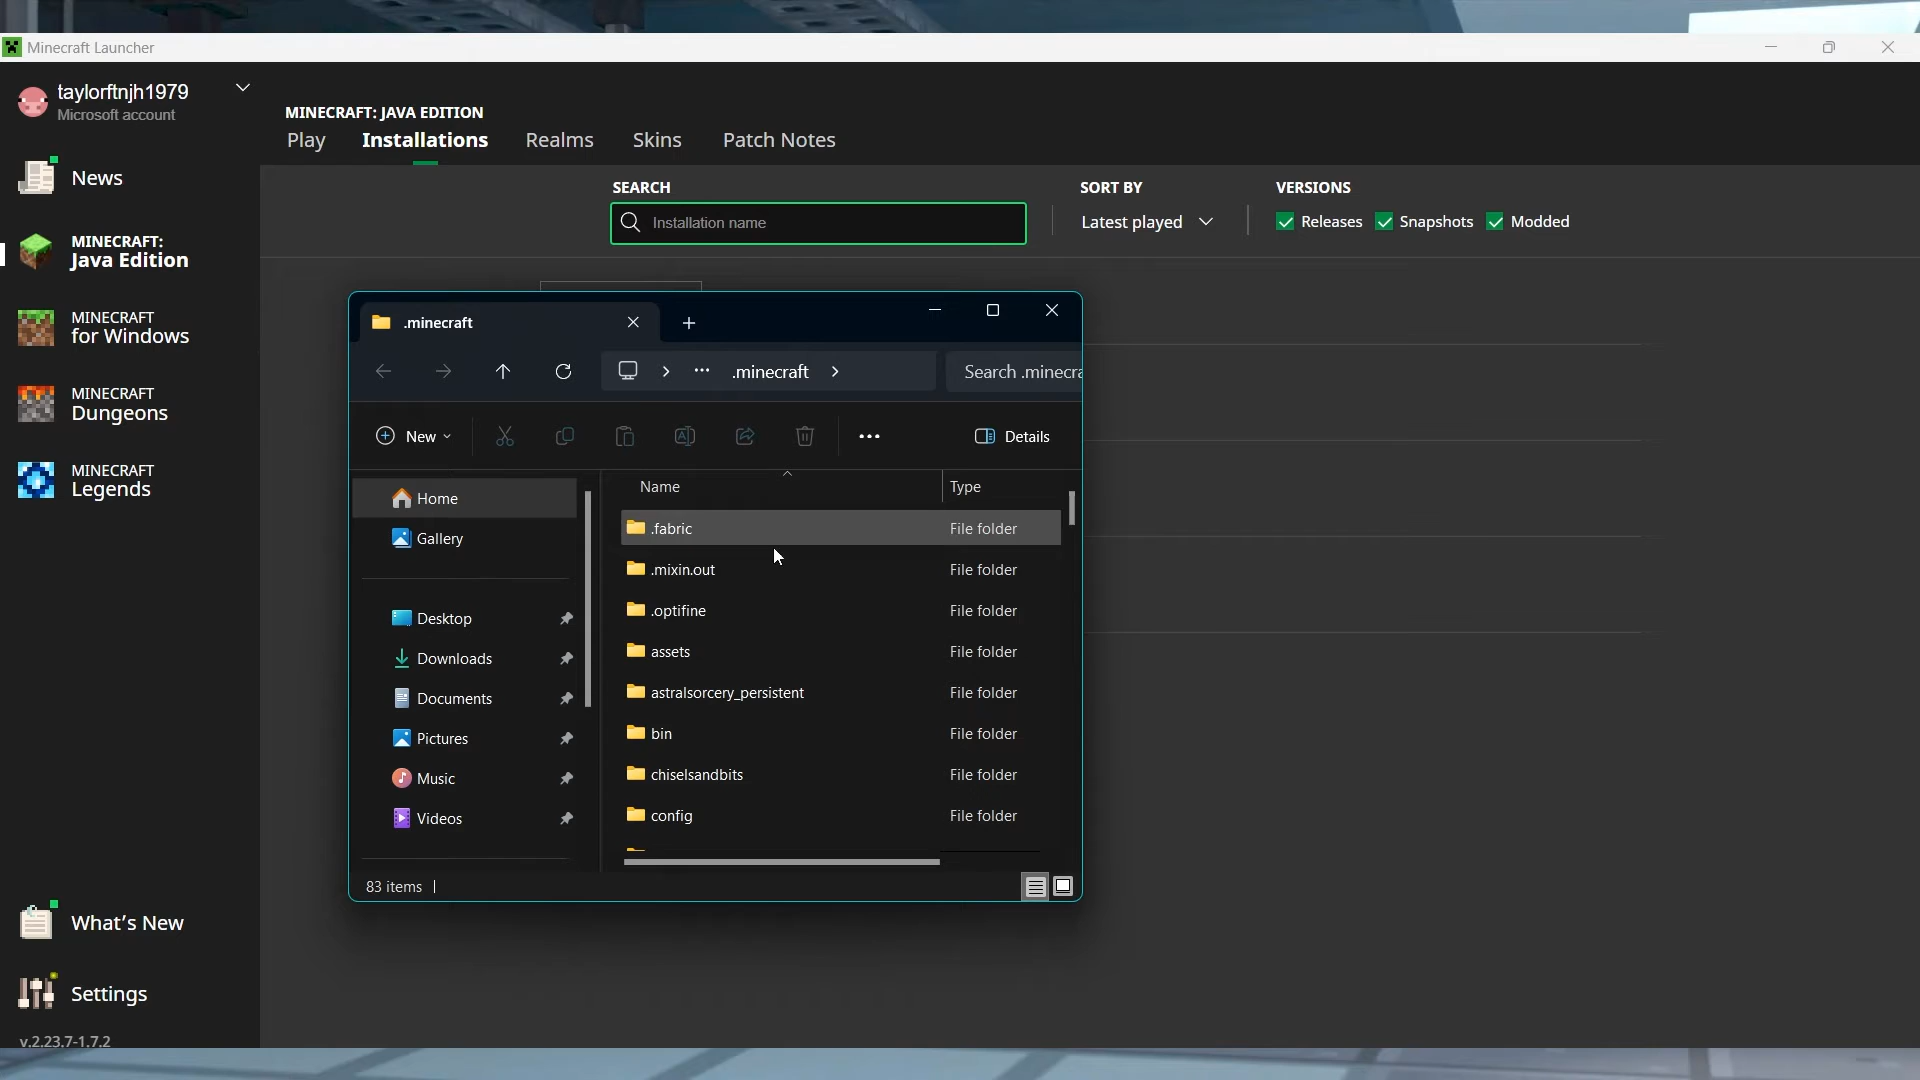 Minecraft Launcher
taylorftnjh1979
Microsoft account
News
MINECRAFT:
Java Edition
MINECRAFT
for Windows
MINECRAFT
Dungeons
MINECRAFT
Legends
What's New
Settings
v.2.23.7-1.7.2
MINECRAFT: JAVA EDITION
Play Installations Realms Skins Patch Notes
SEARCH
Installation name
SORT BY
Latest played
VERSIONS
Releases Snapshots Modded
.minecraft
.minecraft
Search .minecra
New
Details
Home
Gallery
Desktop
Downloads
Documents
Pictures
Music
Videos
Name Type
.fabric File folder
.mixin.out File folder
.optifine File folder
assets File folder
astralsorcery_persistent File folder
bin File folder
chiselsandbits File folder
config File folder
83 items